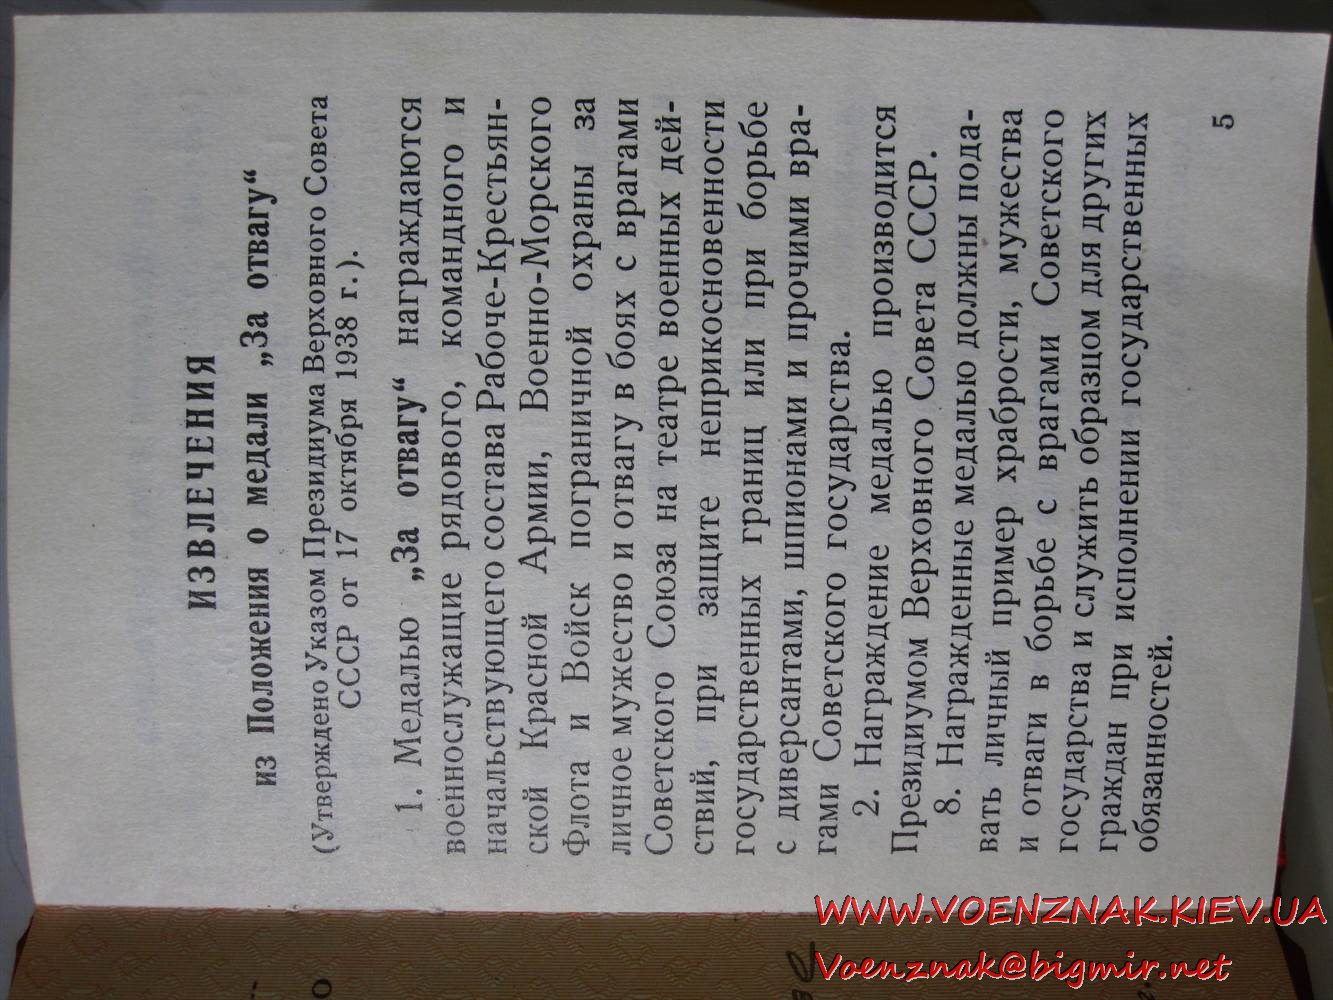 ИЗВЛЕЧЕНИЯ
из Положения о медали „За отвагу“
(Утверждено Указом Президиума Верховного Совета
СССР от 17 октября 1938 г.).
1. Медалью „За отвагу“ награждаются
военнослужащие рядового, командного и
начальствующего состава Рабоче-Крестьян-
ской Красной Армии, Военно-Морского
Флота и Войск пограничной охраны за
личное мужество и отвагу в боях с врагами
Советского Союза на театре военных дей-
ствий, при защите неприкосновенности
государственных границ или при борьбе
с диверсантами, шпионами и прочими вра-
гами Советского государства.
2. Награждение медалью производится
Президиумом Верховного Совета СССР.
8. Награжденные медалью должны пода-
вать личный пример храбрости, мужества
и отваги в борьбе с врагами Советского
государства и служить образцом для других
граждан при исполнении государственных
обязанностей.
5
WWW.VOENZNAK.KIEV.UA
Voenznak@bigmir.net